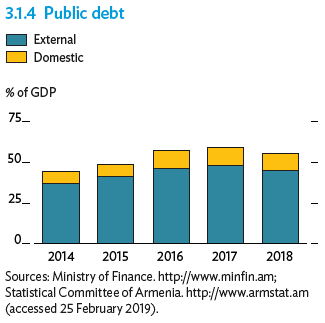 3.1.4 Public debt
External
Domestic
% of GDP
75
50
25
0
2014 2015 2016 2017 2018
Sources: Ministry of Finance. http://www.minfin.am;
Statistical Committee of Armenia. http://www.armstat.am
(accessed 25 February 2019).